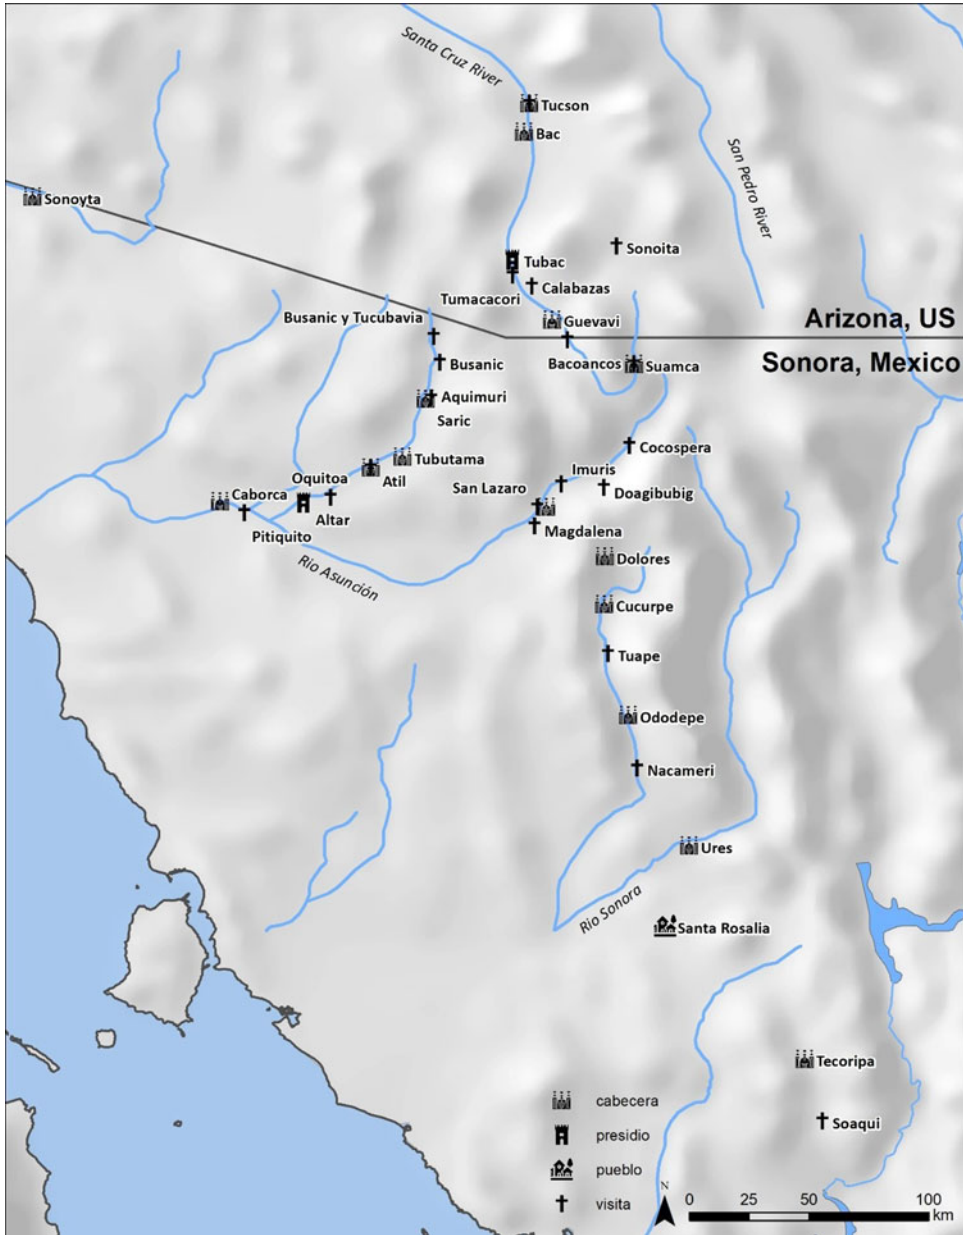 Santa Cruz River
Tucson
Bac
San Pedro River
Sonoyta
Sonoita
Tubac
Tumacacori
Calabazas
Busanic y Tucubavia
Guevavi
Arizona, US
Bacoancos
Suamca
Sonora, Mexico
Busanic
Aquimuri
Saric
Tubutama
Cocospera
Imuris
Oquitoa
Atil
San Lazaro
Doagibubig
Caborca
Altar
Pitiquito
Magdalena
Rio Asunción
Dolores
Cucurpe
Tuape
Ododepe
Nacameri
Ures
Rio Sonora
Santa Rosalia
Tecoripa
Soaqui
cabecera
presidio
pueblo
visita
N
0 25 50 100
km